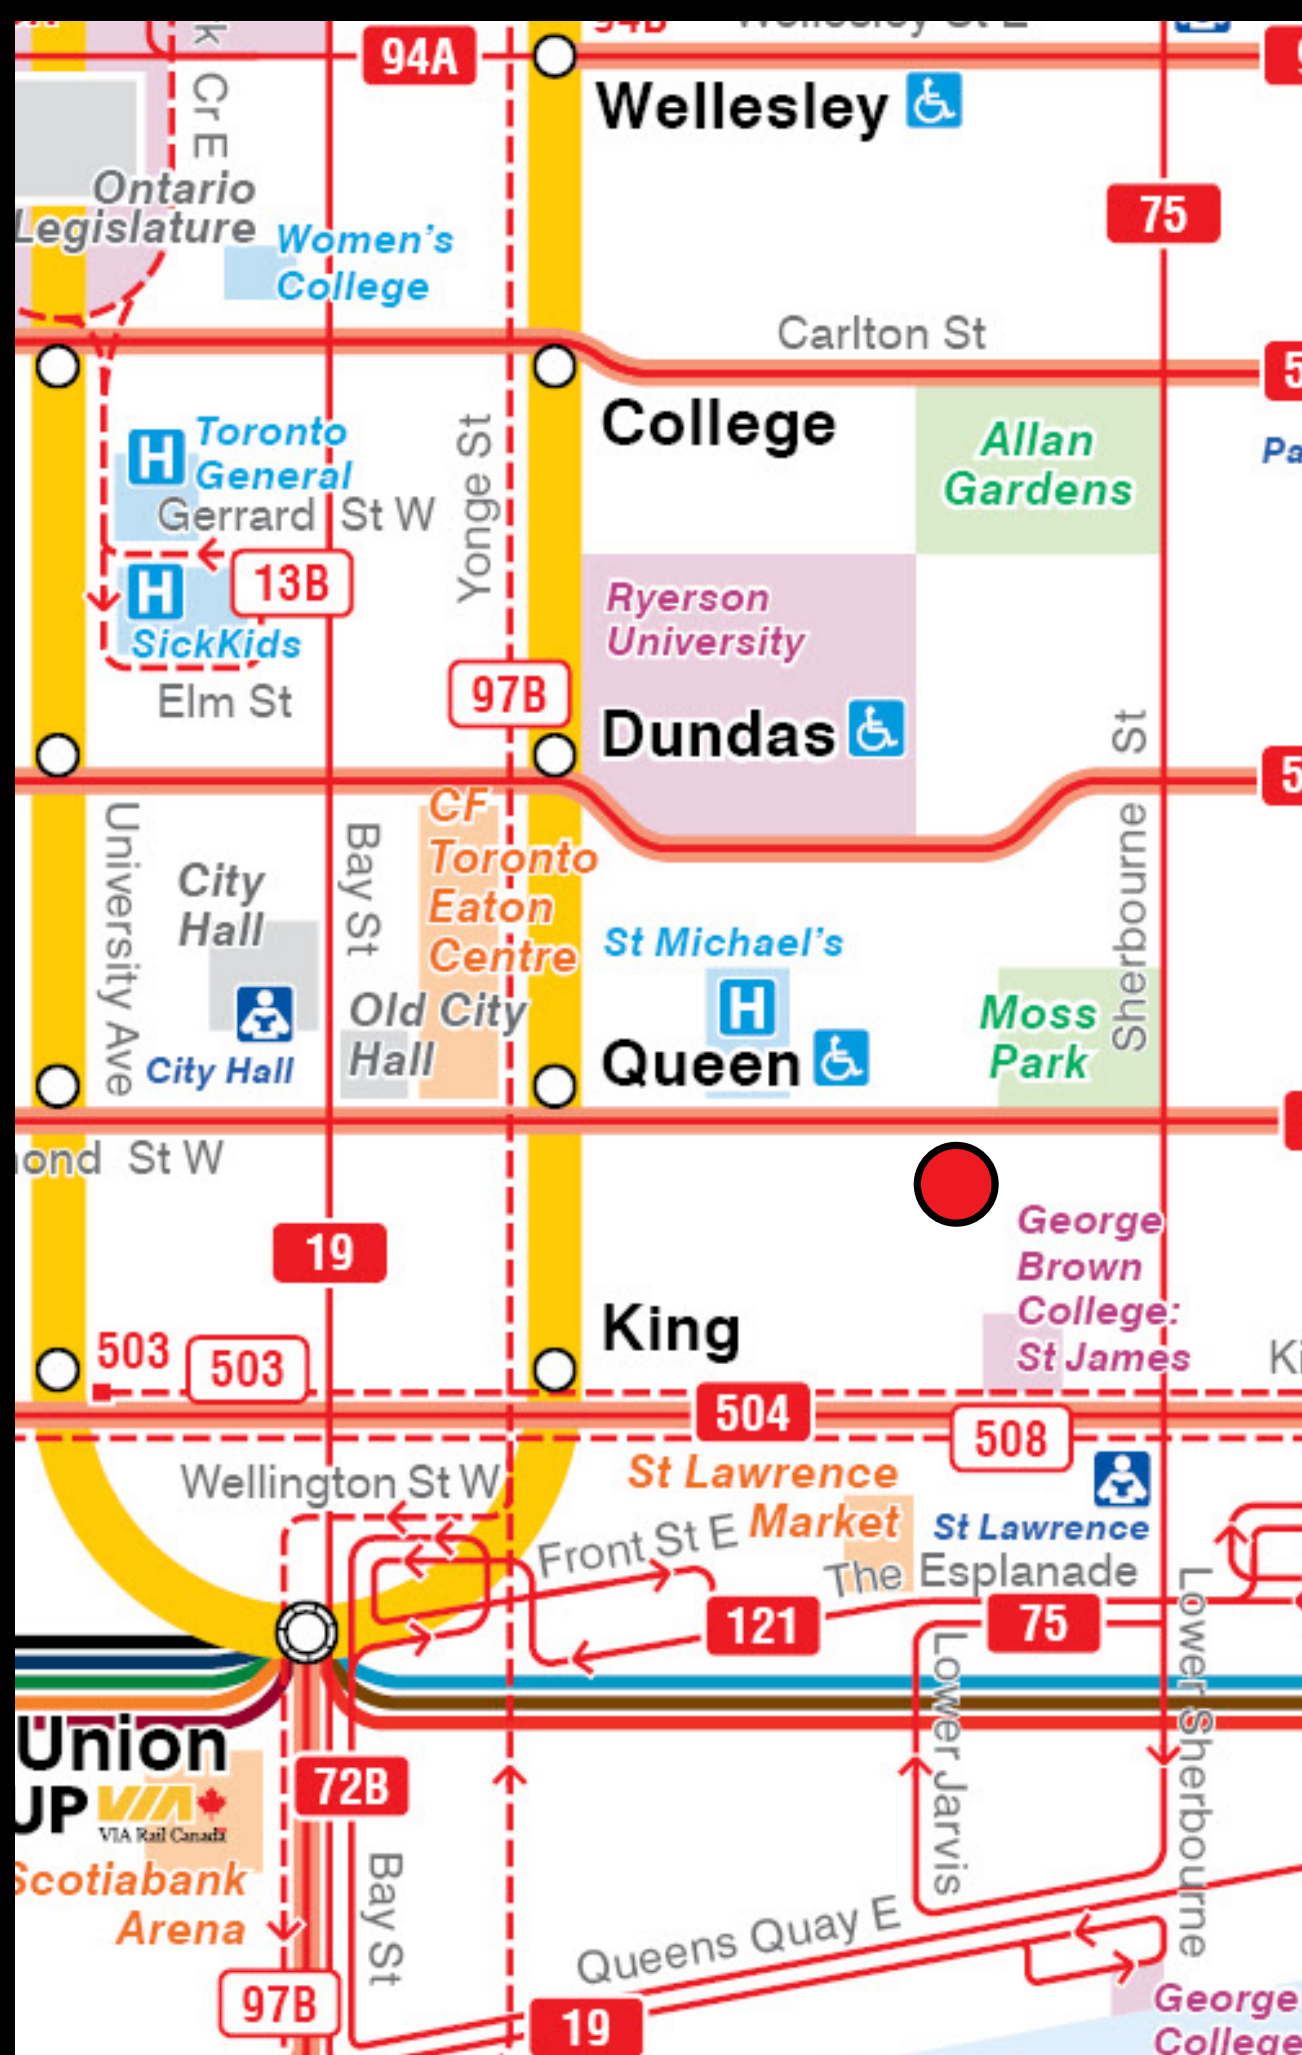 94A
Wellesley
75
Cr E
Ontario
Legislature
Women's
College
Carlton St
College
Allan
Gardens
Toronto
General
H
Gerrard St W
Yonge St
13B
H
SickKids
Elm St
Ryerson
University
97B
Dundas
CF
Toronto
Eaton
Centre
University Ave
City
Hall
Bay St
Sherbourne St
St Michael's
H
Old City
Hall
City Hall
Queen
Moss
Park
St W
19
George
Brown
College:
St James
King
503
503
504
508
Wellington St W
St Lawrence
Market
St Lawrence
Front St E
The Esplanade
121
75
Lower Jarvis
Lower Sherbourne
Union
UP
VIA
VIA Rail Canada
72B
Scotiabank
Arena
Bay St
Queens Quay E
97B
19
George
College